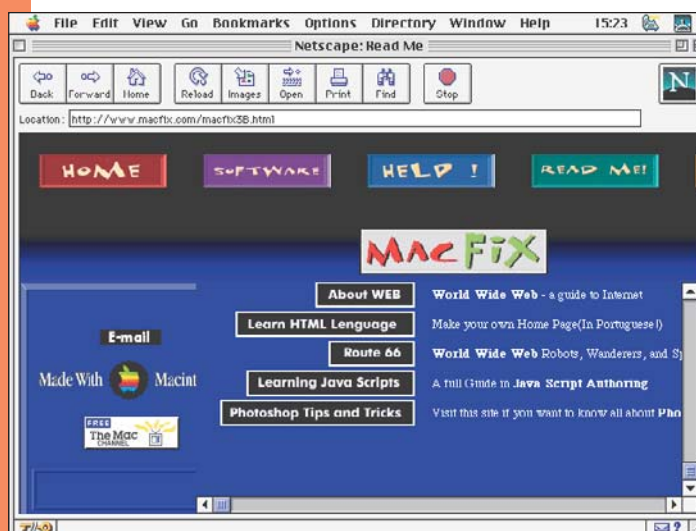 File Edit View Go Bookmarks Options Directory Window Help 15:23
Netscape: Read Me
Back Forward Home Reload Images Open Print Find Stop
N
Location: http://www.macfix.com/macfix3B.html
HOME SOFTWARE HELP ! READ ME!
MACFiX
About WEB World Wide Web - a guide to Internet
Learn HTML Lenguage Make your own Home Page(In Portuguese!)
Route 66 World Wide Web Robots, Wanderers, and Sp
Learning Java Scripts A full Guide in Java Script Authoring
Photoshop Tips and Tricks Visit this site if you want to know all about Pho
E-mail
Made With Macint
FREE
The Mac
CHANNEL
?